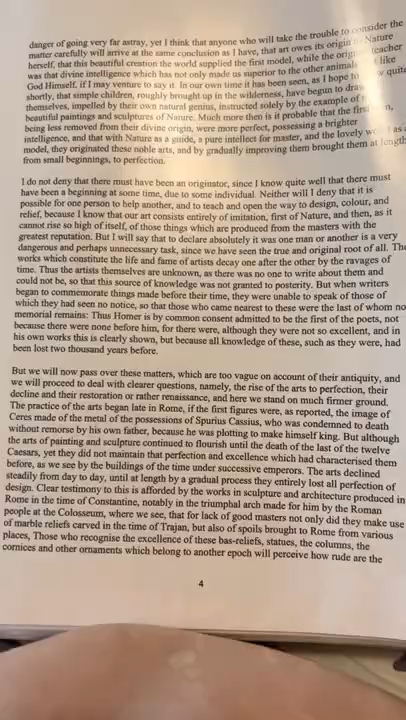 danger of going very far astray, yet I think that anyone who will take the trouble to consider the
matter carefully will arrive at the same conclusion as I have, that art owes its origin Nature
herself, that this beautiful creation the world supplied the first model, while the teacher
was that divine intelligence which has not only made us superior to the other animals like
God Himself, if I may venture to say it. In our own time it has been seen, as I hope to quite
shortly, that simple children, roughly brought up in the wilderness, have begun to
themselves, impelled by their own natural genius, instructed solely by the example of
beautiful paintings and sculptures of Nature. Much more then is it probable that the
being less removed from their divine origin, were more perfect, possessing a brighter
intelligence, and that with Nature as a guide, a pure intellect for master, and the lovely as a
model, they originated these noble arts, and by gradually improving them brought them at length
from small beginnings, to perfection.
I do not deny that there must have been an originator, since I know quite well that there must
have been a beginning at some time, due to some individual. Neither will I deny that it is
possible for one person to help another, and to teach and open the way to design, colour, and
relief, because I know that our art consists entirely of imitation, first of Nature, and then, as it
cannot rise so high of itself, of those things which are produced from the masters with the
greatest reputation. But I will say that to declare absolutely it was one man or another is a very
dangerous and perhaps unnecessary task, since we have seen the true and original root of all. The
works which constitute the life and fame of artists decay one after the other by the ravages of
time. Thus the artists themselves are unknown, as there was no one to write about them and
could not be, so that this source of knowledge was not granted to posterity. But when writers
began to commemorate things made before their time, they were unable to speak of those of
which they had seen no notice, so that those who came nearest to these were the last of whom no
memorial remains: Thus Homer is by common consent admitted to be the first of the poets, not
because there were none before him, for there were, although they were not so excellent, and in
his own works this is clearly shown, but because all knowledge of these, such as they were, had
been lost two thousand years before.
But we will now pass over these matters, which are too vague on account of their antiquity, and
we will proceed to deal with clearer questions, namely, the rise of the arts to perfection, their
decline and their restoration or rather renaissance, and here we stand on much firmer ground.
The practice of the arts began late in Rome, if the first figures were, as reported, the image of
Ceres made of the metal of the possessions of Spurius Cassius, who was condemned to death
without remorse by his own father, because he was plotting to make himself king. But although
the arts of painting and sculpture continued to flourish until the death of the last of the twelve
Caesars, yet they did not maintain that perfection and excellence which had characterised them
before, as we see by the buildings of the time under successive emperors. The arts declined
steadily from day to day, until at length by a gradual process they entirely lost all perfection of
design. Clear testimony to this is afforded by the works in sculpture and architecture produced in
Rome in the time of Constantine, notably in the triumphal arch made for him by the Roman
people at the Colosseum, where we see, that for lack of good masters not only did they make use
of marble reliefs carved in the time of Trajan, but also of spoils brought to Rome from various
places, Those who recognise the excellence of these bas-reliefs, statues, the columns, the
cornices and other ornaments which belong to another epoch will perceive how rude are the
4